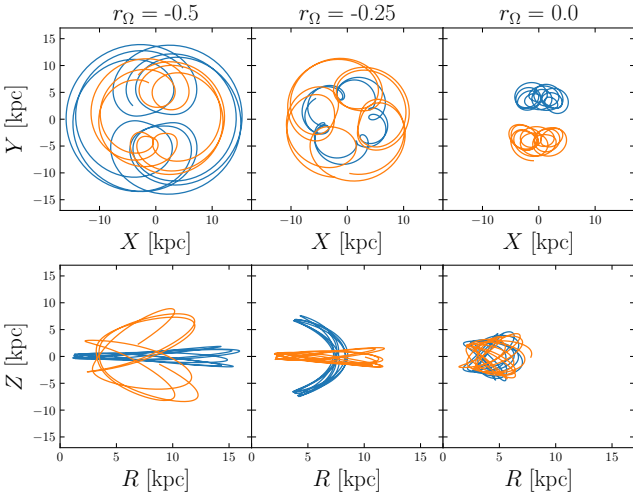 r_Ω = -0.5 r_Ω = -0.25 r_Ω = 0.0
15
10
5
0
−5
−10
−15
Y [kpc]
−10 0 10 −10 0 10 −10 0 10
X [kpc] X [kpc] X [kpc]
15
10
5
0
−5
−10
−15
Z [kpc]
0 5 10 15 0 5 10 15 0 5 10 15
R [kpc] R [kpc] R [kpc]